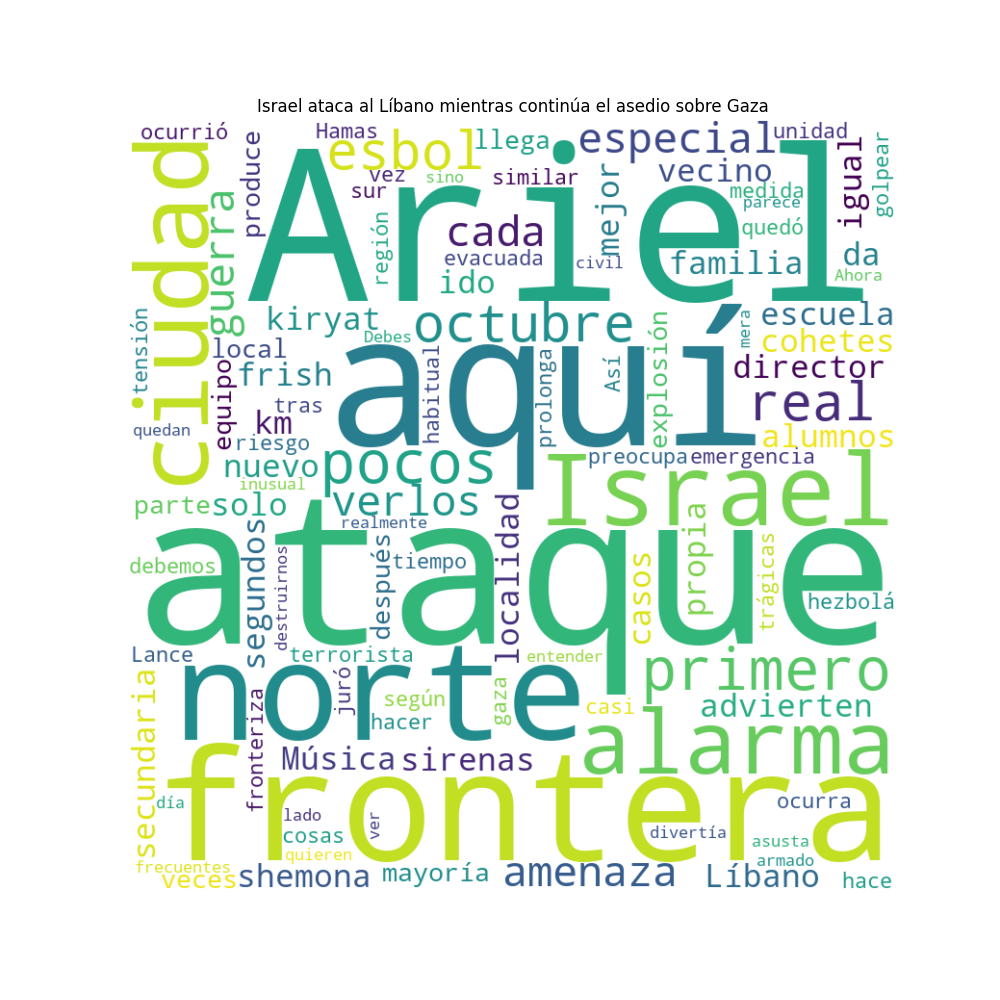 Israel ataca al Líbano mientras continúa el asedio sobre Gaza
ocurrió
Hamas
esbol
llega
especial
unidad
ciudad
produce
Ariel
vez
sino
similar
vecino
igual
golpear
sur
mejor
medida
parece
guerra
región
cada
quedó
evacuada
civil
familia
da
Ahora
ido
tensión
kiryat
octubre
Debes
aquí
explosión
mera
escuela
cohetes
local
habitual
prolonga
Así
director
equipo
frish
tras
km
real
quedan
riesgo
alumnos
nuevo
pocos
preocupa
emergencia
inusual
Israel
parte
solo
verlos
localidad
realmente
ataque
segundos
destruirnos
después
tiempo
casos
propia
trágicas
debemos
hezbolá
Lance
terrorista
norte
entender
primero
secundaria
fronteriza
juró
según
gaza
casi
hacer
advierten
alarma
Música
sirenas
frontera
día
lado
ver
ocurra
cosas
divertía
asusta
quieren
armado
frecuentes
veces
shemona
mayoría
amenaza
Líbano
hace